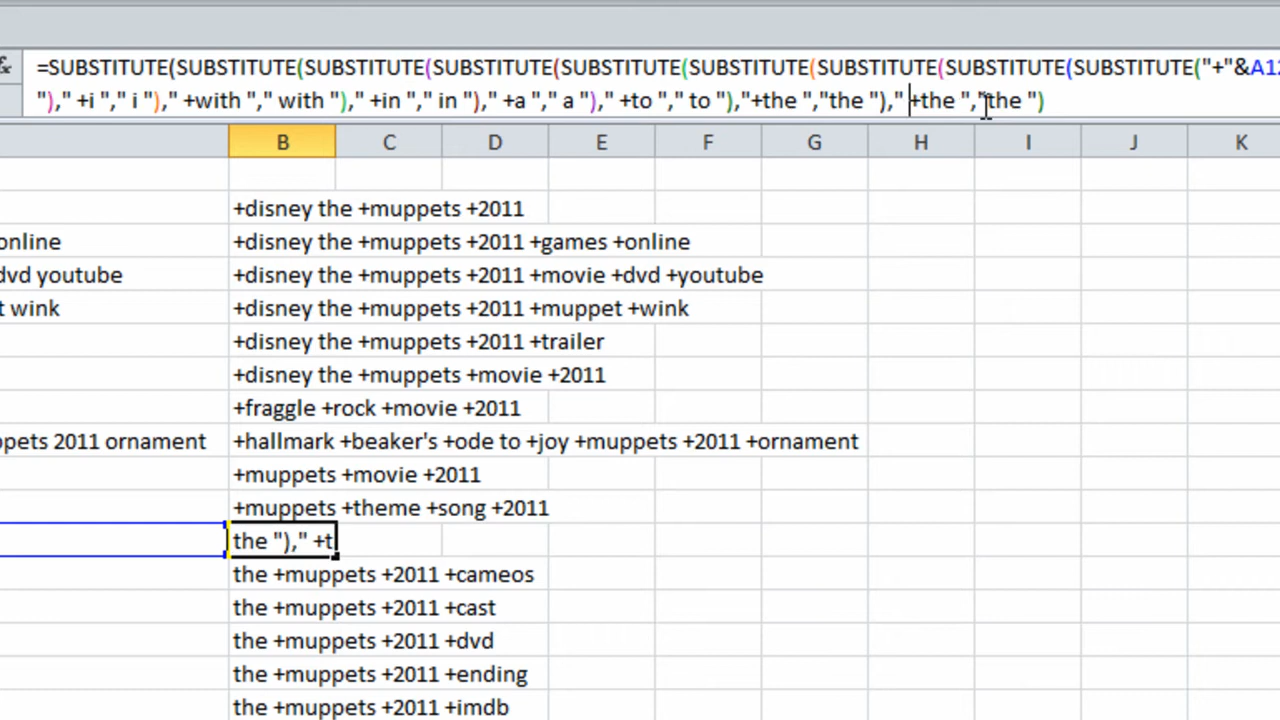 =SUBSTITUTE(SUBSTITUTE(SUBSTITUTE(SUBSTITUTE(SUBSTITUTE(SUBSTITUTE(SUBSTITUTE(SUBSTITUTE(SUBSTITUTE("+"&A12
")," +i "," i ")," +with "," with ")," +in "," in ")," +a "," a ")," +to "," to "),"+the ","the ")," +the ","the ")
B C D E F G H I J K
+disney the +muppets +2011
online +disney the +muppets +2011 +games +online
dvd youtube +disney the +muppets +2011 +movie +dvd +youtube
t wink +disney the +muppets +2011 +muppet +wink
+disney the +muppets +2011 +trailer
+disney the +muppets +movie +2011
+fraggle +rock +movie +2011
ppets 2011 ornament +hallmark +beaker's +ode to +joy +muppets +2011 +ornament
+muppets +movie +2011
+muppets +theme +song +2011
the ")," +t
the +muppets +2011 +cameos
the +muppets +2011 +cast
the +muppets +2011 +dvd
the +muppets +2011 +ending
the +muppets +2011 +imdb